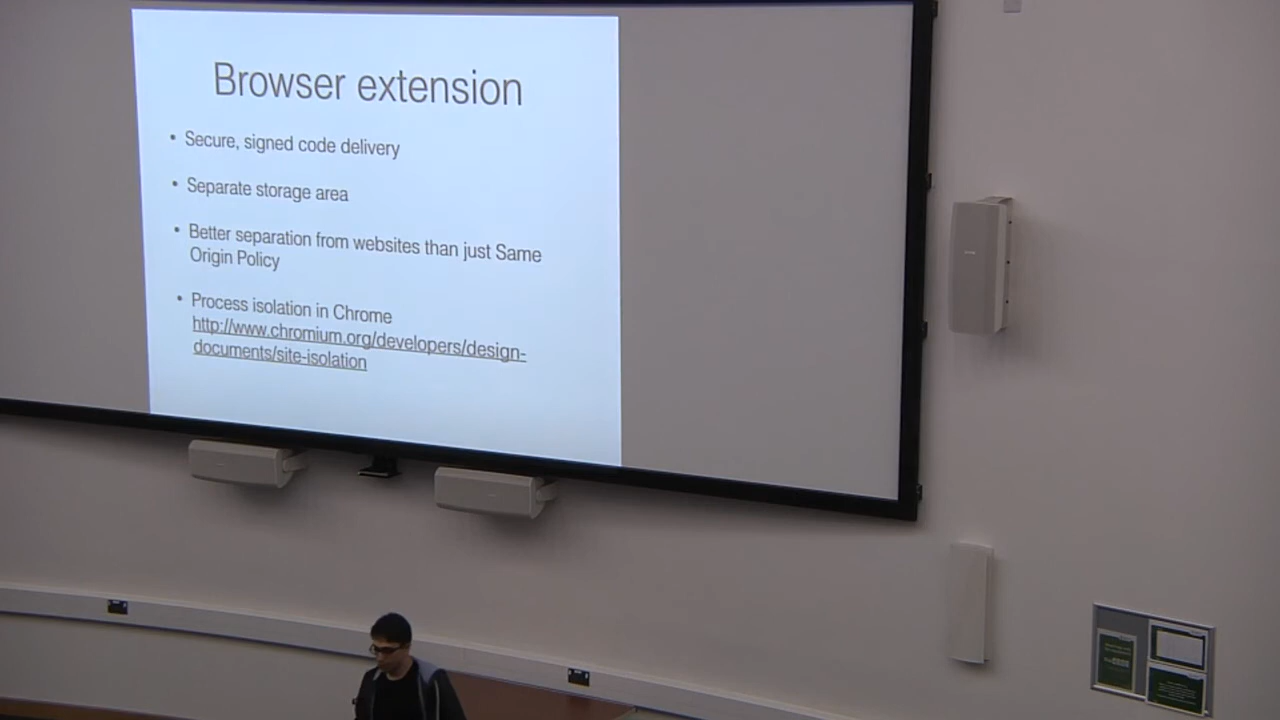 Browser extension
• Secure, signed code delivery
• Separate storage area
• Better separation from websites than just Same
Origin Policy
• Process isolation in Chrome
http://www.chromium.org/developers/design-
documents/site-isolation